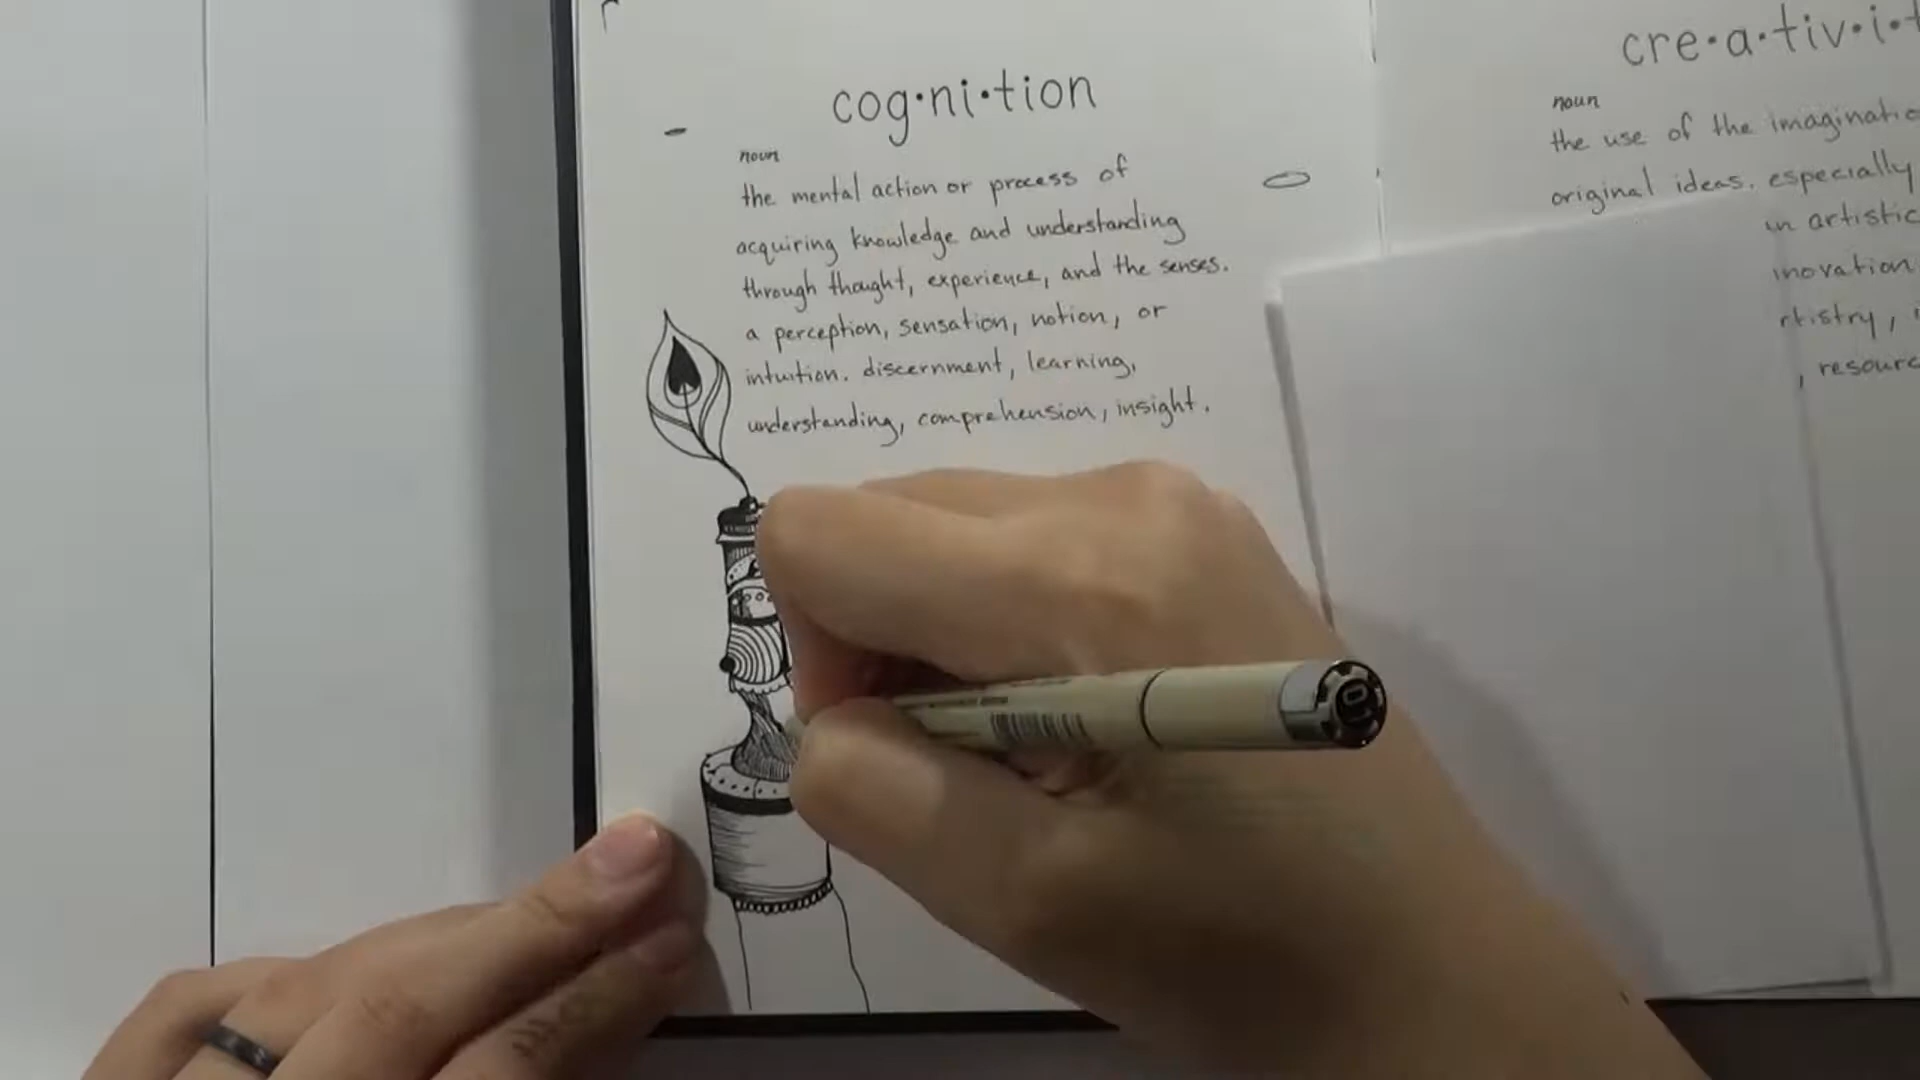 cog·ni·tion
noun
the mental action or process of
acquiring knowledge and understanding
through thought, experience, and the senses.
a perception, sensation, notion, or
intuition. discernment, learning,
understanding, comprehension, insight.
cre·a·tiv·i·t
noun
the use of the imaginatio
original ideas. especially
in artistic
inovation
rtistry,
, resourc
01